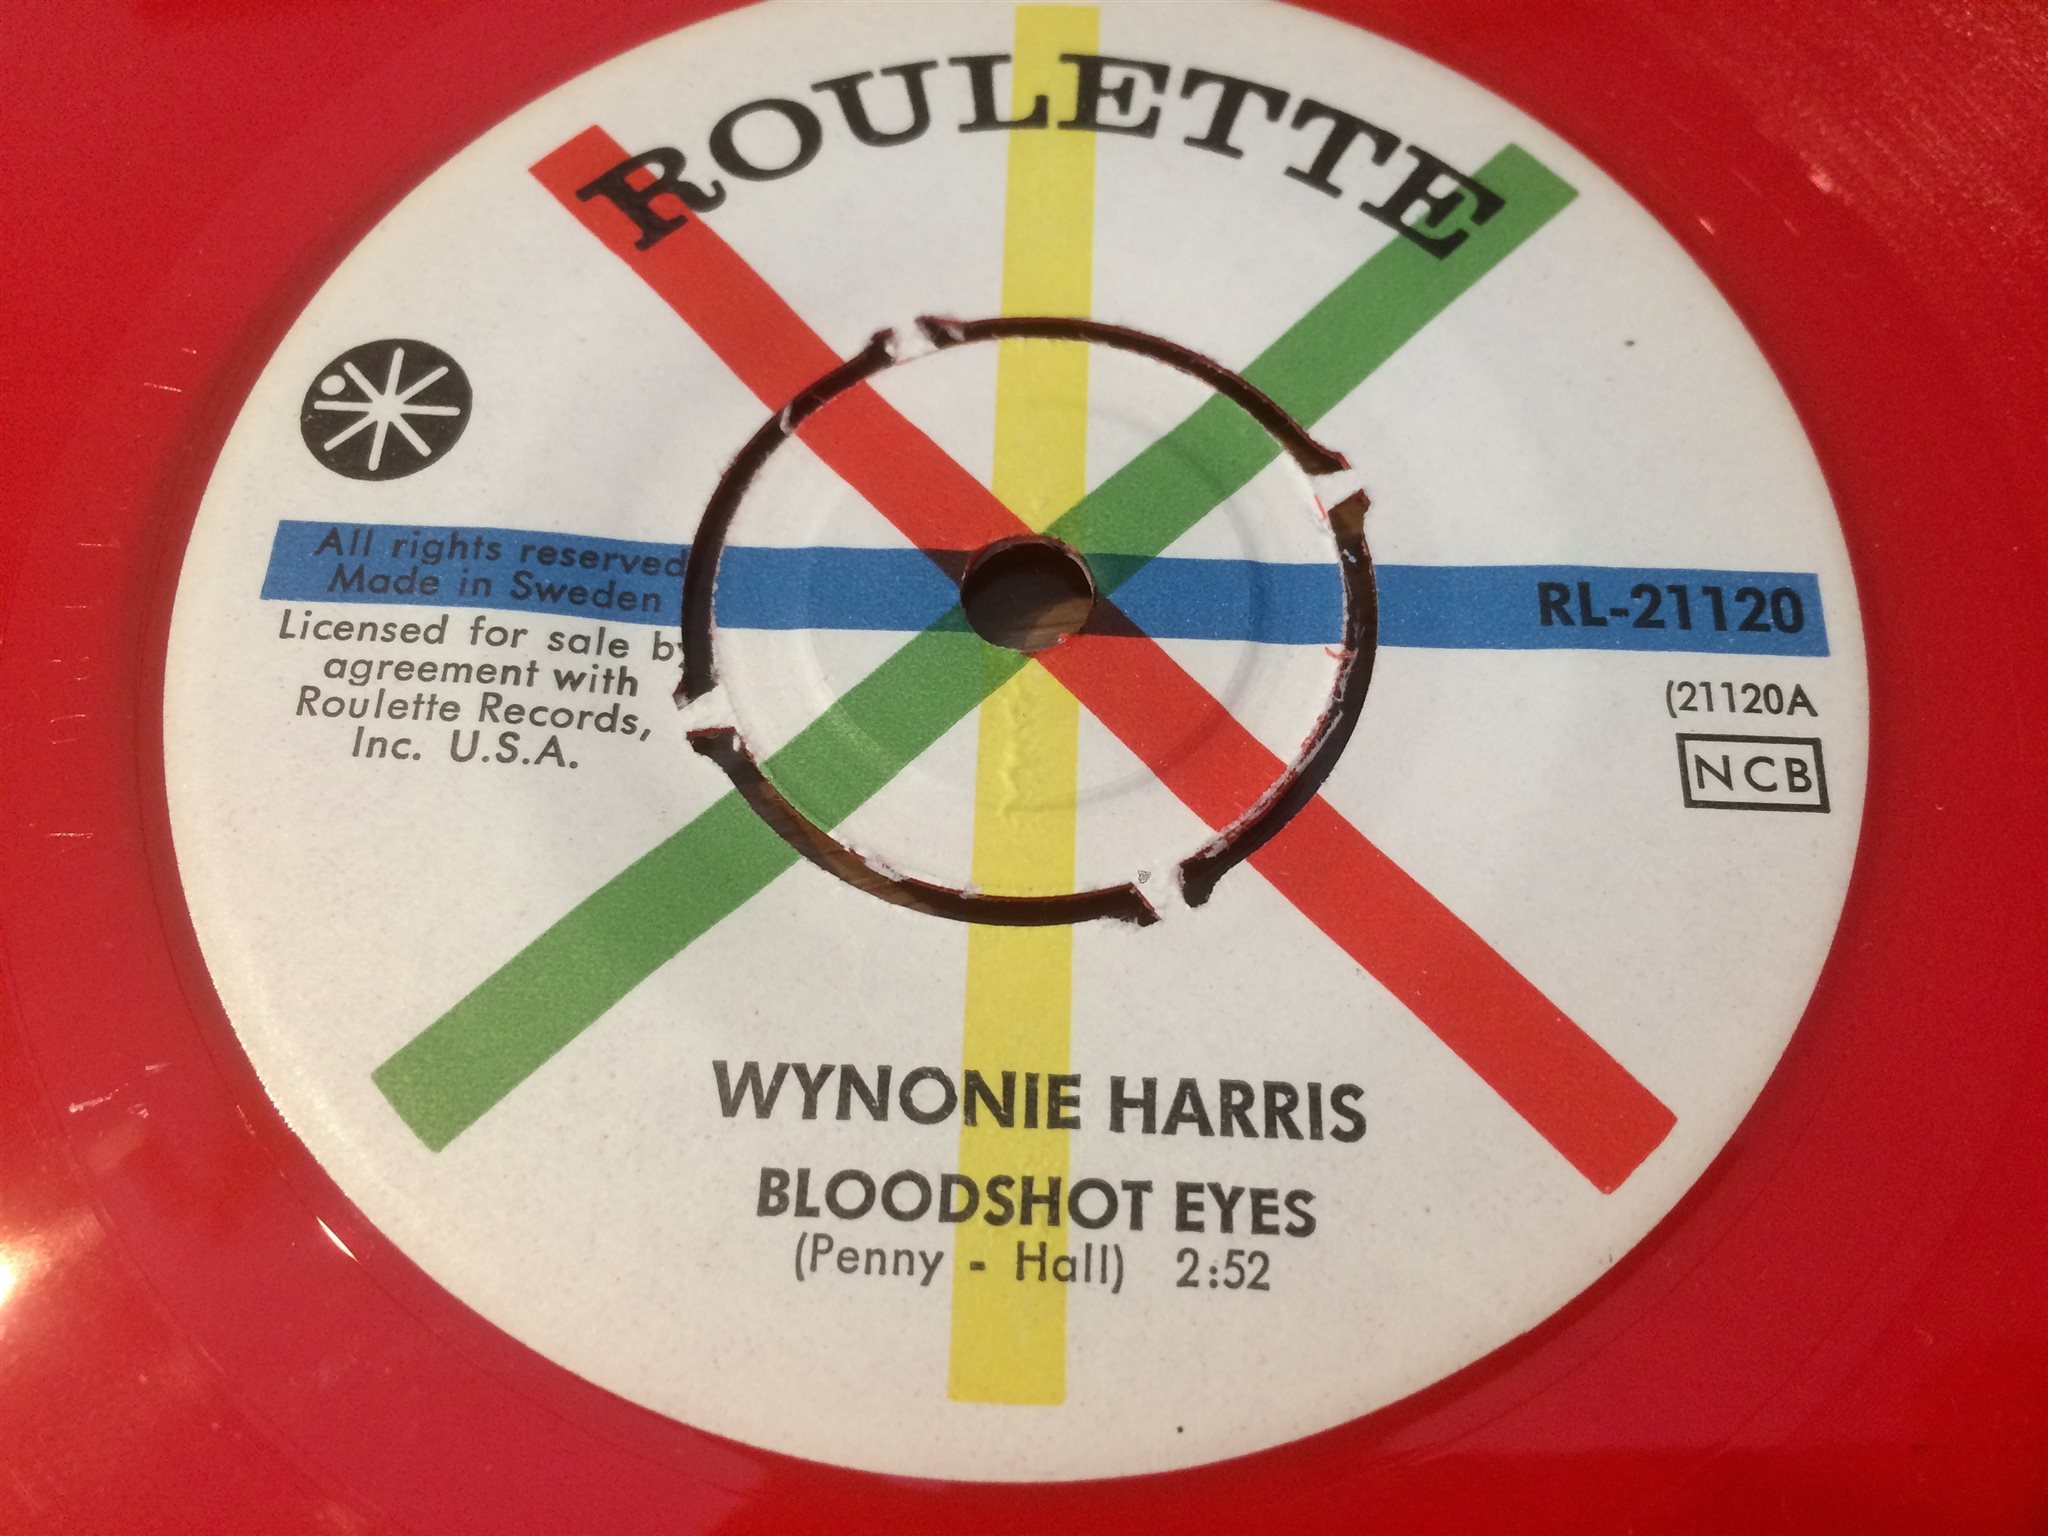 ROULETTE
All rights reserved
Made in Sweden
Licensed for sale by
agreement with
Roulette Records,
Inc. U.S.A.
RL-21120
(21120A
NCB
WYNONIE HARRIS
BLOODSHOT EYES
(Penny - Hall) 2:52